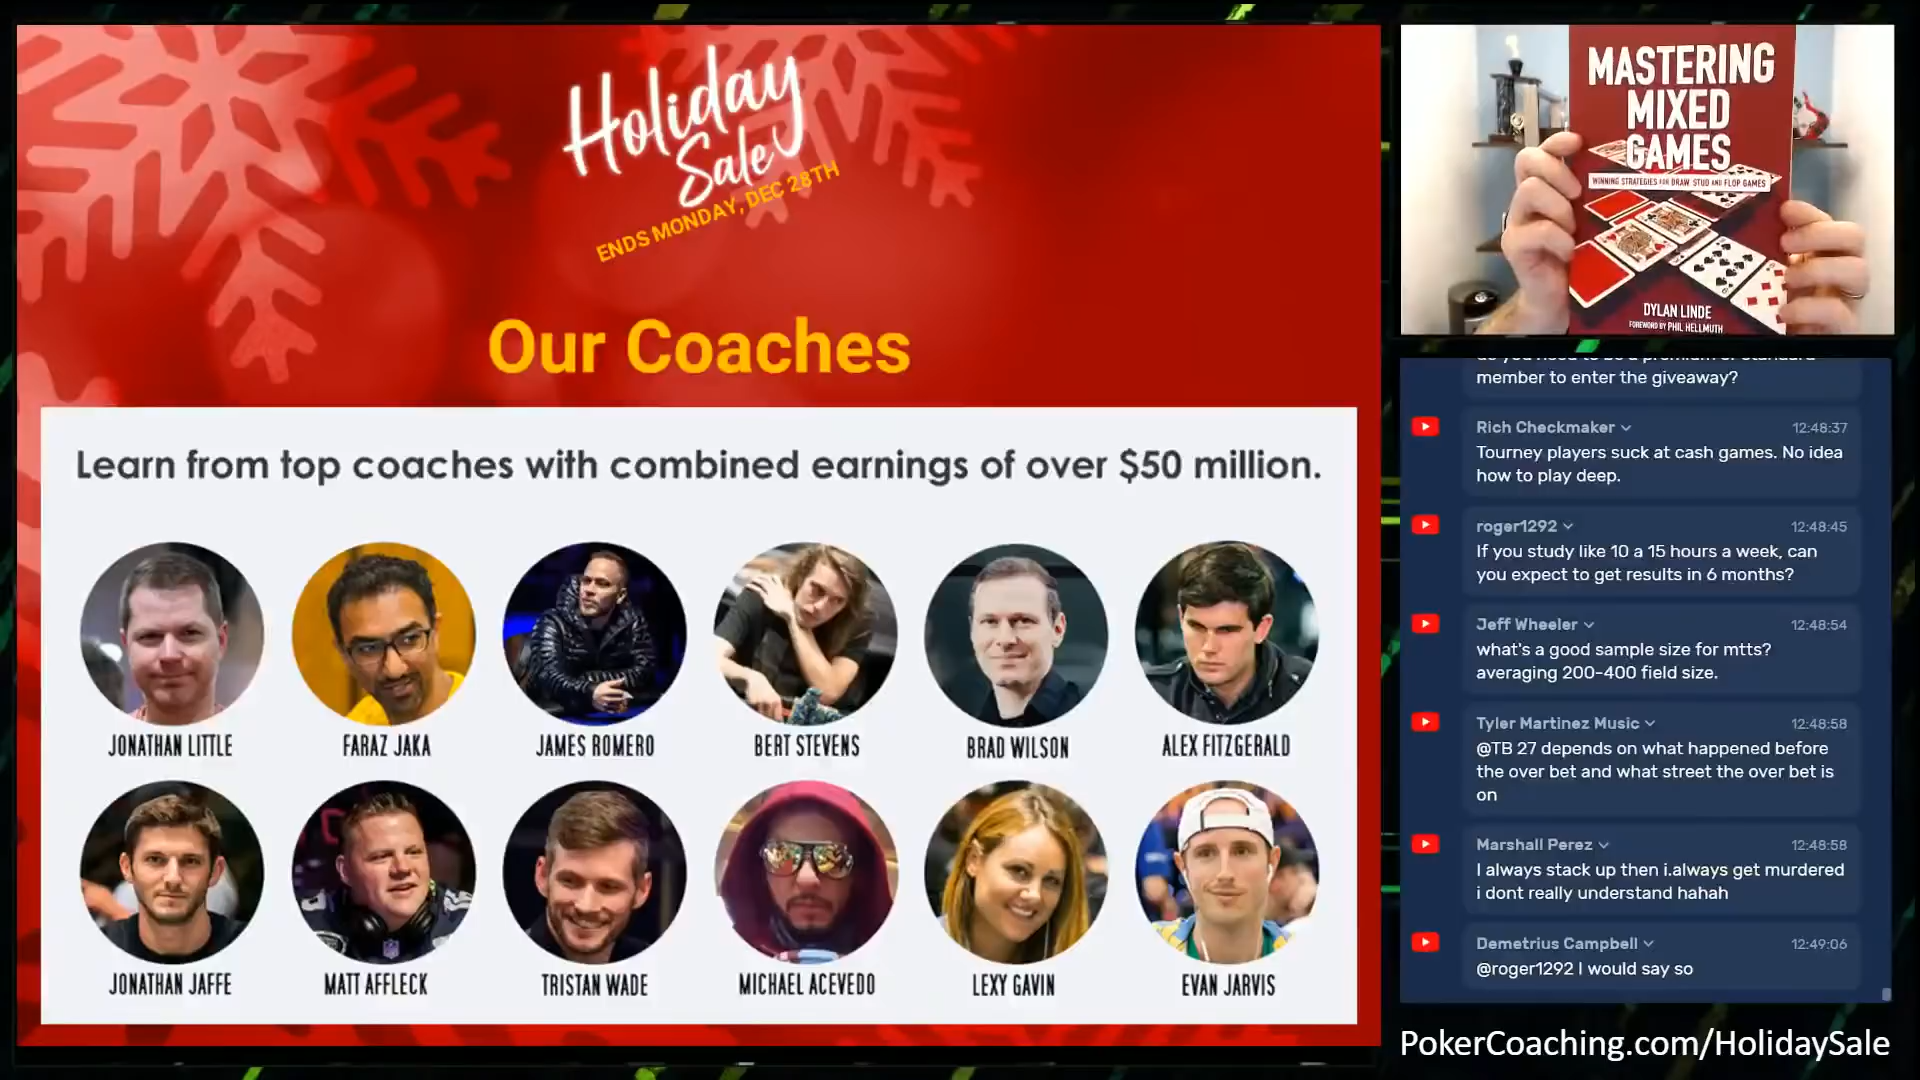 Holiday
Sale
ENDS MONDAY, DEC 28TH
Our Coaches
Learn from top coaches with combined earnings of over $50 million.
JONATHAN LITTLE
FARAZ JAKA
JAMES ROMERO
BERT STEVENS
BRAD WILSON
ALEX FITZGERALD
JONATHAN JAFFE
MATT AFFLECK
TRISTAN WADE
MICHAEL ACEVEDO
LEXY GAVIN
EVAN JARVIS
MASTERING
MIXED
GAMES
WINNING STRATEGIES FOR DRAW STUD AND FLOP GAMES
DYLAN LINDE
FOREWORD BY PHIL HELLMUTH
member to enter the giveaway?
Rich Checkmaker 12:48:37
Tourney players suck at cash games. No idea
how to play deep.
roger1292 12:48:45
If you study like 10 a 15 hours a week, can
you expect to get results in 6 months?
Jeff Wheeler 12:48:54
what's a good sample size for mtts?
averaging 200-400 field size.
Tyler Martinez Music 12:48:58
@TB 27 depends on what happened before
the over bet and what street the over bet is
on
Marshall Perez 12:48:58
I always stack up then i.always get murdered
i dont really understand hahah
Demetrius Campbell 12:49:06
@roger1292 I would say so
PokerCoaching.com/HolidaySale